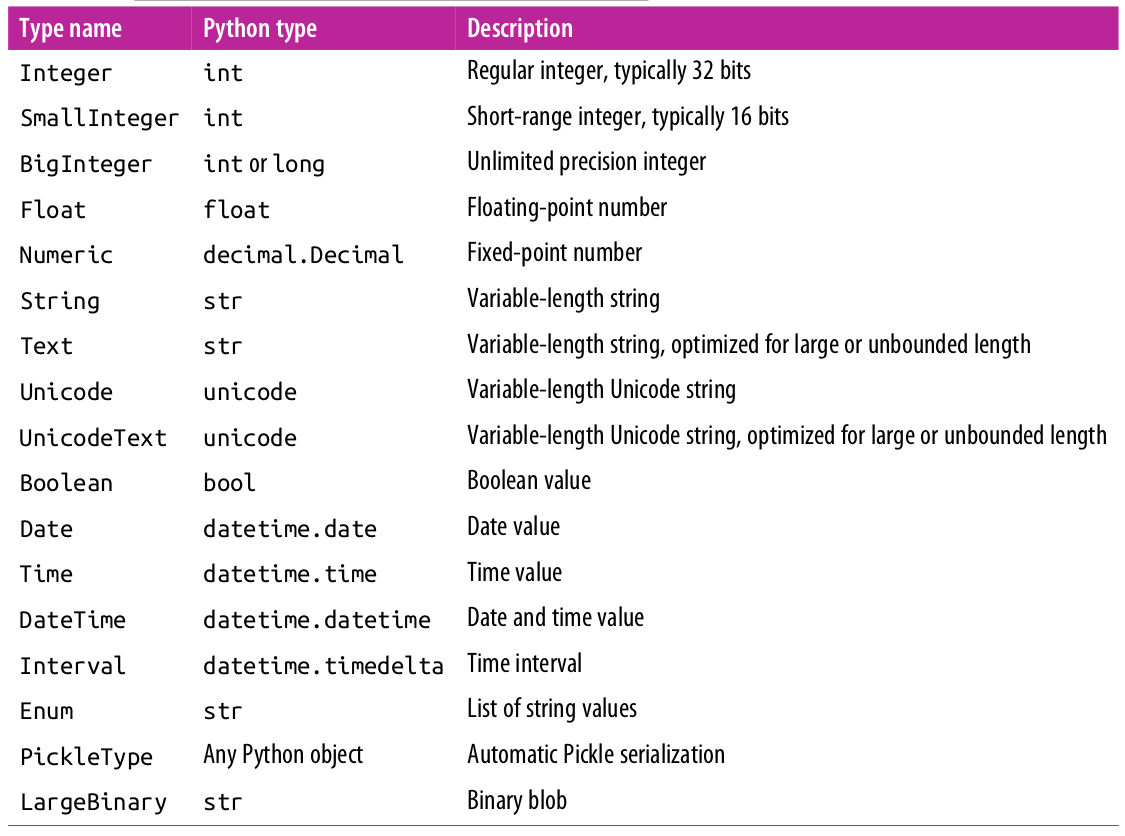 Type name Python type Description
Integer int Regular integer, typically 32 bits
SmallInteger int Short-range integer, typically 16 bits
BigInteger int or long Unlimited precision integer
Float float Floating-point number
Numeric decimal.Decimal Fixed-point number
String str Variable-length string
Text str Variable-length string, optimized for large or unbounded length
Unicode unicode Variable-length Unicode string
UnicodeText unicode Variable-length Unicode string, optimized for large or unbounded length
Boolean bool Boolean value
Date datetime.date Date value
Time datetime.time Time value
DateTime datetime.datetime Date and time value
Interval datetime.timedelta Time interval
Enum str List of string values
PickleType Any Python object Automatic Pickle serialization
LargeBinary str Binary blob